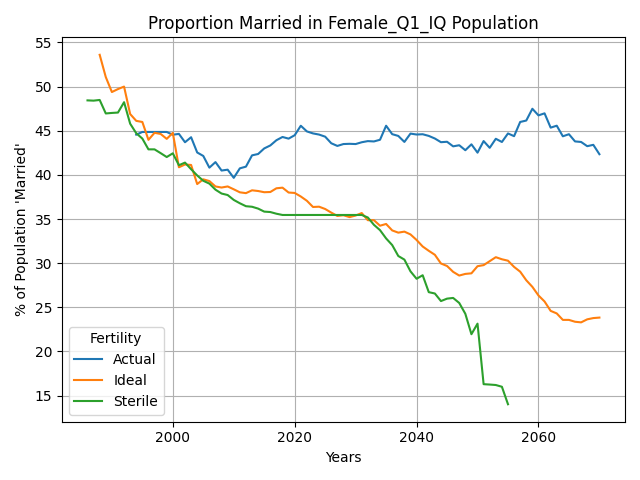 Proportion Married in Female_Q1_IQ Population
% of Population 'Married'
55
50
45
40
35
30
25
20
15
Fertility
Actual
Ideal
Sterile
2000 2020 2040 2060
Years